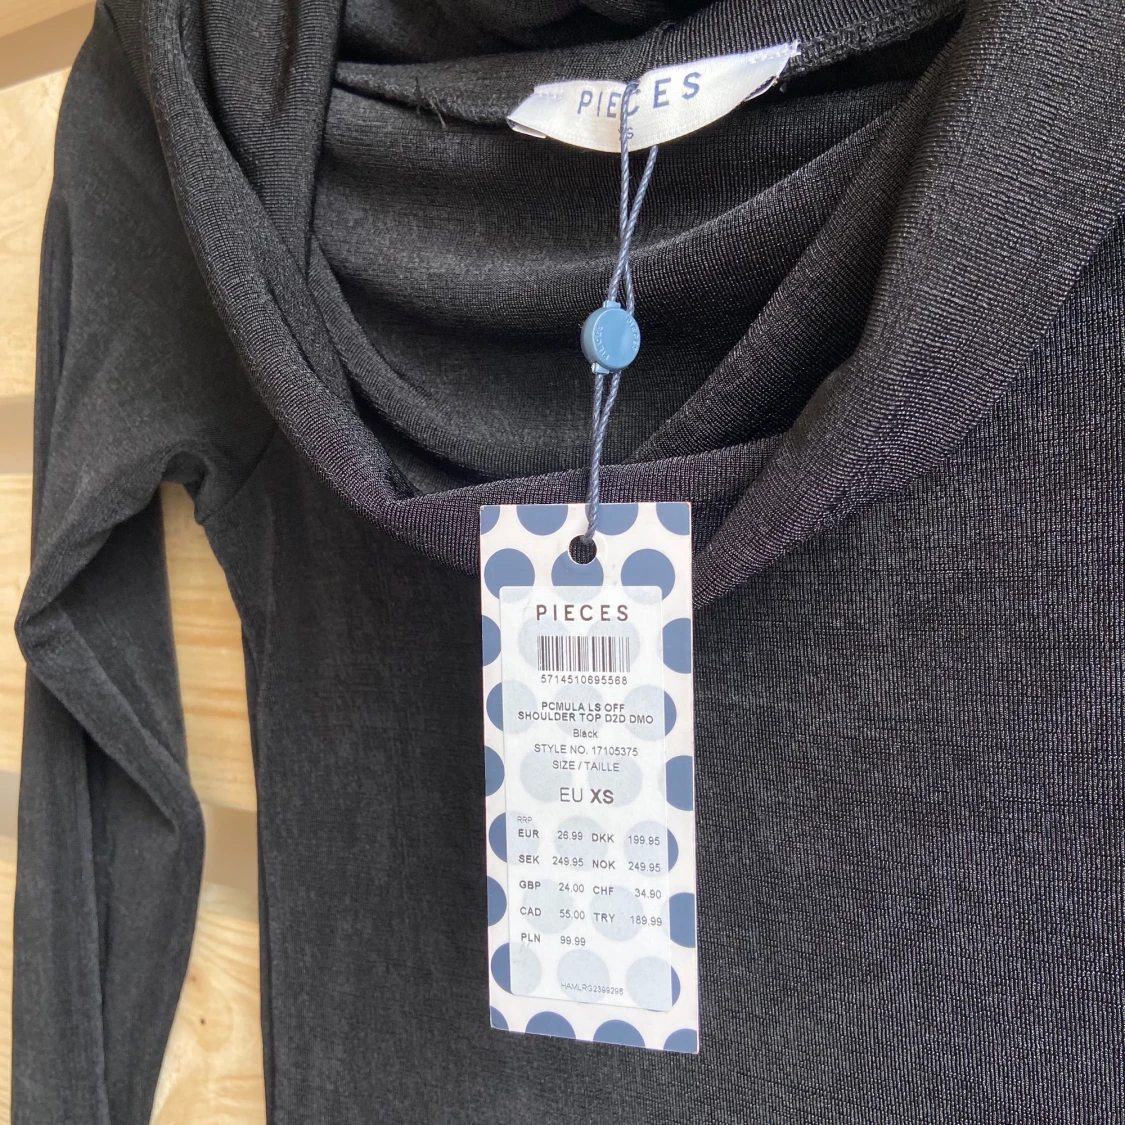 PIECES
XS
PIECES
5714510695568
PCMULA LS OFF
SHOULDER TOP D2D DMO
Black
STYLE NO. 17105375
SIZE / TAILLE
EU XS
RRP
EUR 26.99 DKK 199.95
SEK 249.95 NOK 249.95
GBP 24.00 CHF 34.90
CAD 55.00 TRY 189.99
PLN 99.99
HAMLRG2399296